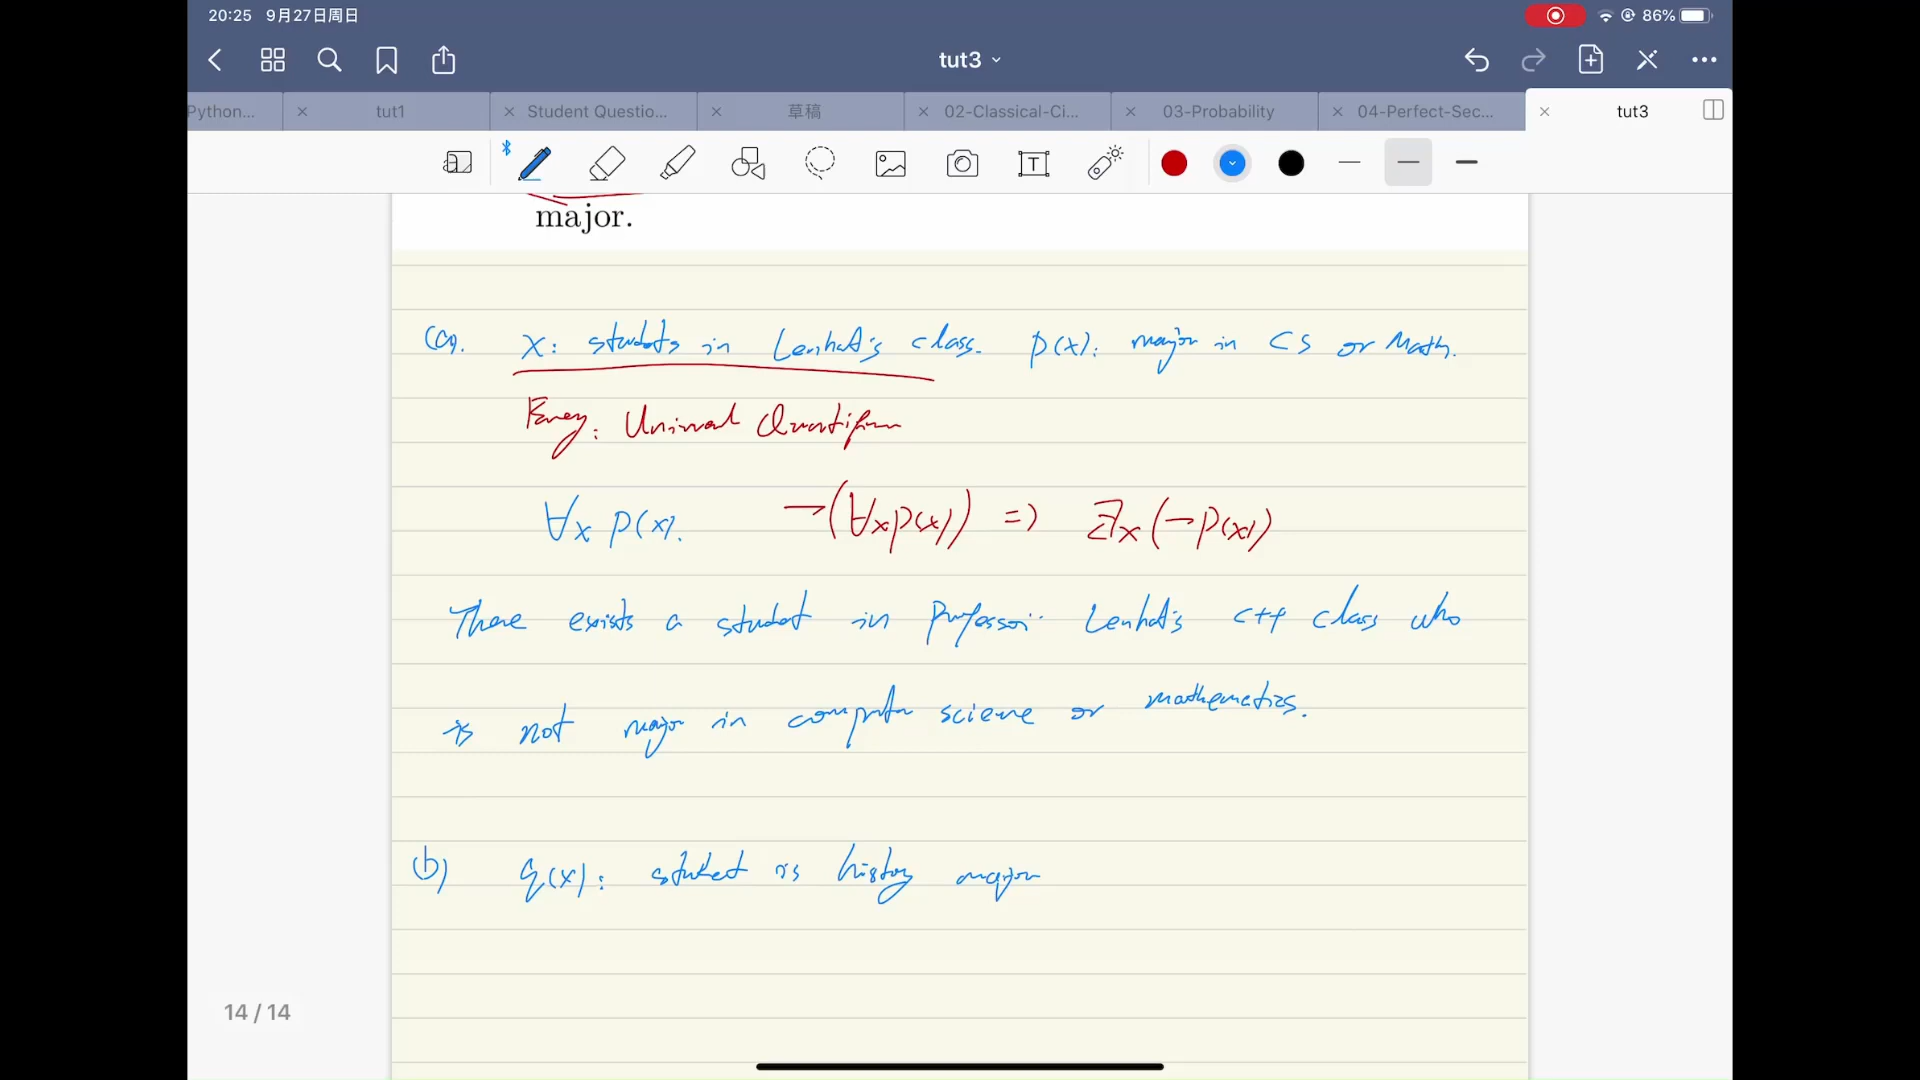 20:25 9月27日周日
86%
tut3
Python...
tut1
Student Questio...
草稿
02-Classical-Ci...
03-Probability
04-Perfect-Sec...
tut3
major.
(a). x: students in Lenhart's class. p(x): major in CS or Math.
Every: Universal Quantifier
∀x p(x). ¬(∀x p(x)) => ∃x(¬p(x))
There exists a student in Professor Lenhart's C++ class who
is not major in computer science or mathematics.
(b) q(x): student is history major
14 / 14